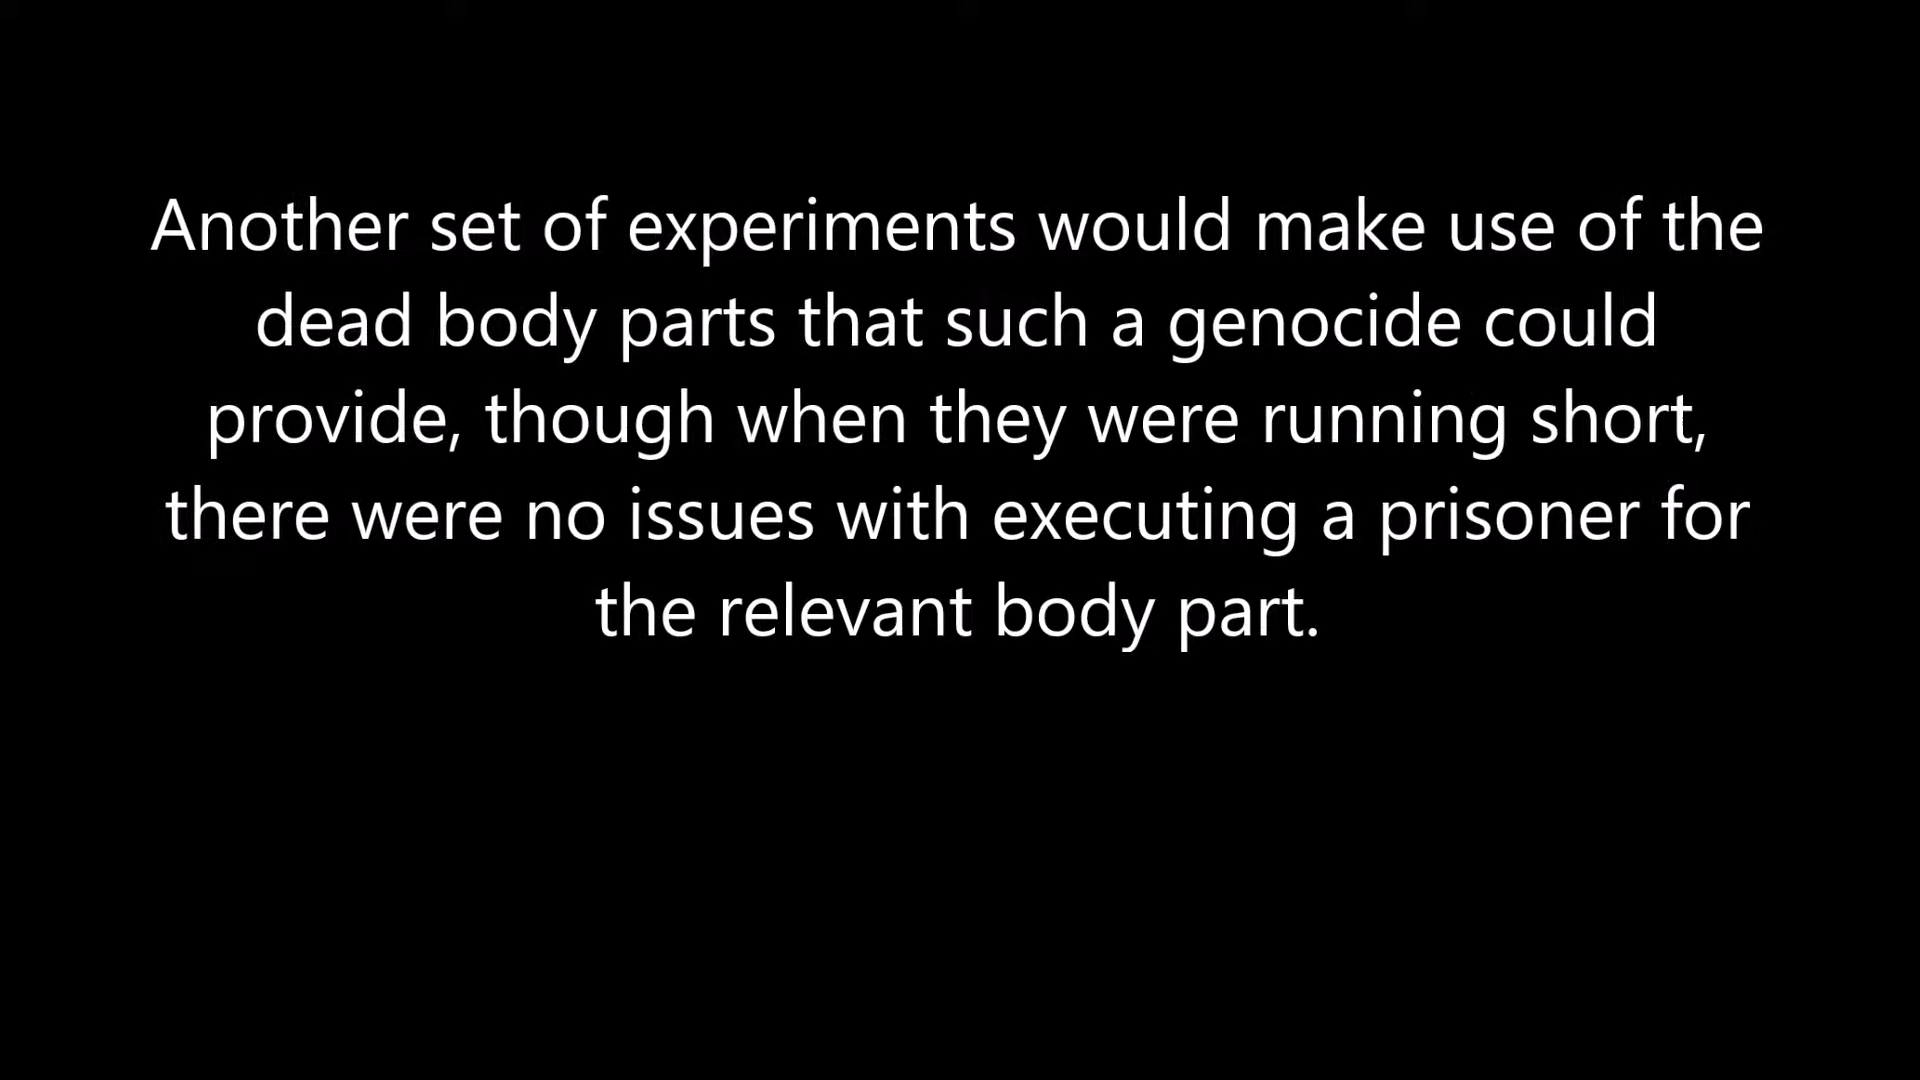 Another set of experiments would make use of the
dead body parts that such a genocide could
provide, though when they were running short,
there were no issues with executing a prisoner for
the relevant body part.